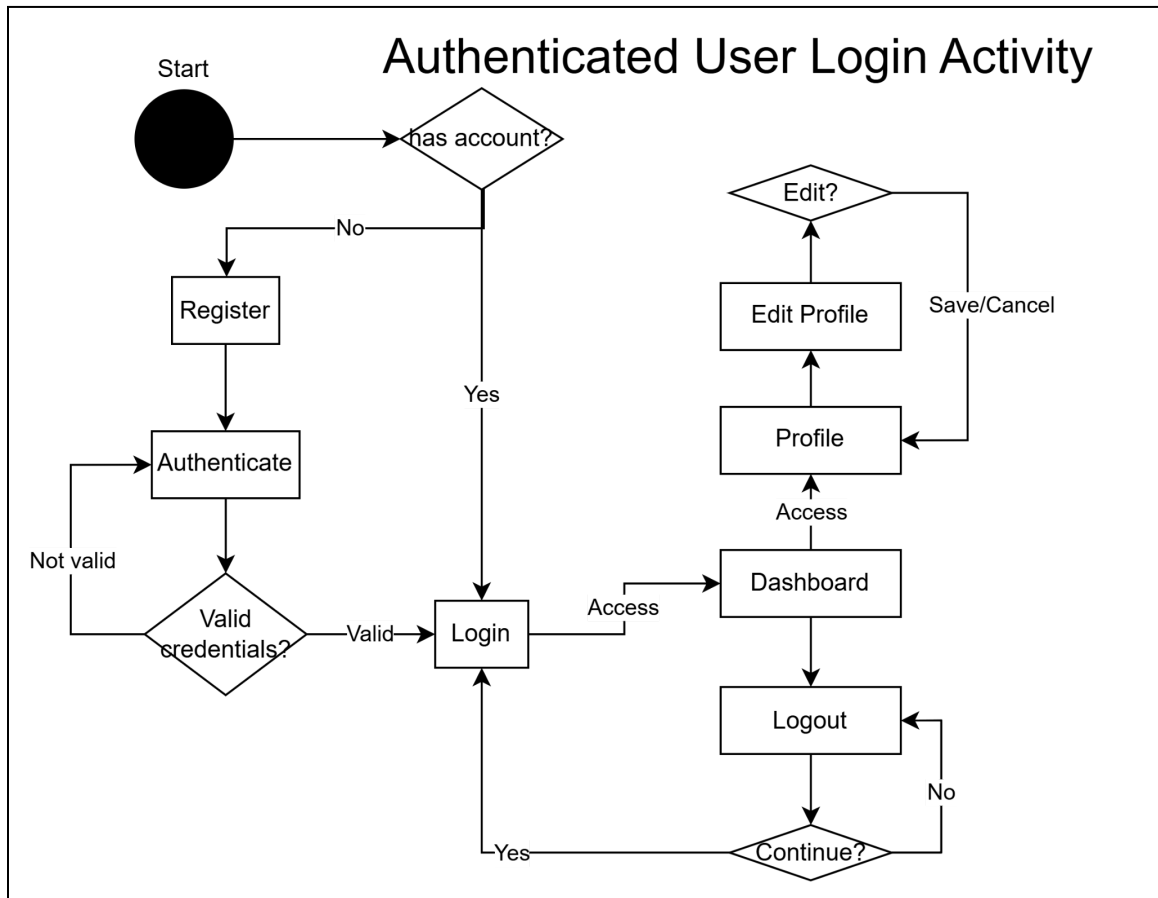 Authenticated User Login Activity
Start
has account?
No
Register
Yes
Authenticate
Not valid
Valid
credentials?
Valid
Login
Access
Edit?
Edit Profile
Save/Cancel
Profile
Access
Dashboard
Logout
No
Continue?
Yes